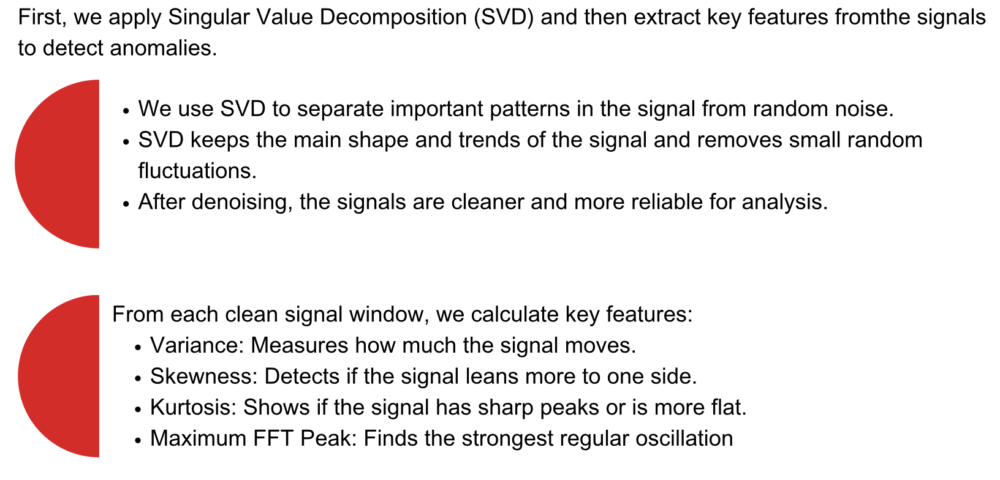 First, we apply Singular Value Decomposition (SVD) and then extract key features fromthe signals
to detect anomalies.
• We use SVD to separate important patterns in the signal from random noise.
• SVD keeps the main shape and trends of the signal and removes small random
fluctuations.
• After denoising, the signals are cleaner and more reliable for analysis.
From each clean signal window, we calculate key features:
• Variance: Measures how much the signal moves.
• Skewness: Detects if the signal leans more to one side.
• Kurtosis: Shows if the signal has sharp peaks or is more flat.
• Maximum FFT Peak: Finds the strongest regular oscillation